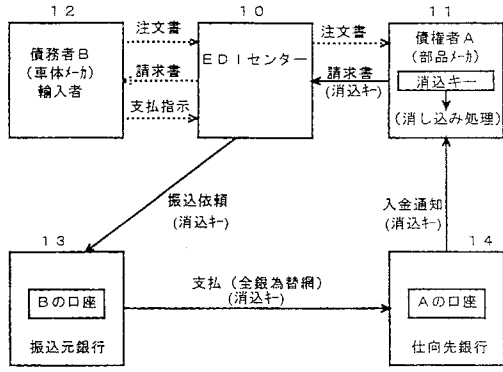 12
10
11
債務者B
(車体ﾒｰｶ)
輸入者
注文書
請求書
支払指示
EDIセンター
注文書
請求書
(消込ｷｰ)
債権者A
(部品ﾒｰｶ)
消込キー
(消し込み処理)
振込依頼
(消込ｷｰ)
入金通知
(消込ｷｰ)
13
14
Bの口座
振込元銀行
支払(全銀為替網)
(消込ｷｰ)
Aの口座
仕向先銀行